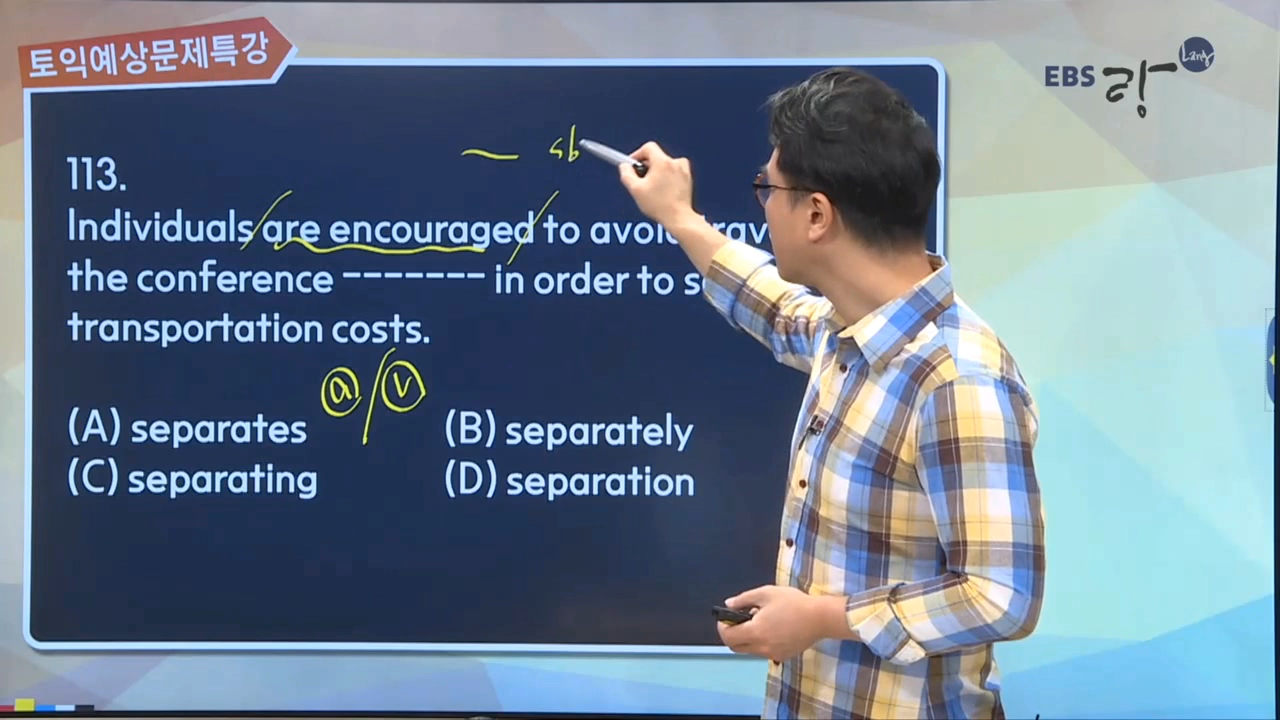 토익예상문제특강
EBS 랑 Lang
sb
113.
Individuals are encouraged to avoid
the conference ------- in order to
transportation costs.
a / v
(A) separates
(B) separately
(C) separating
(D) separation